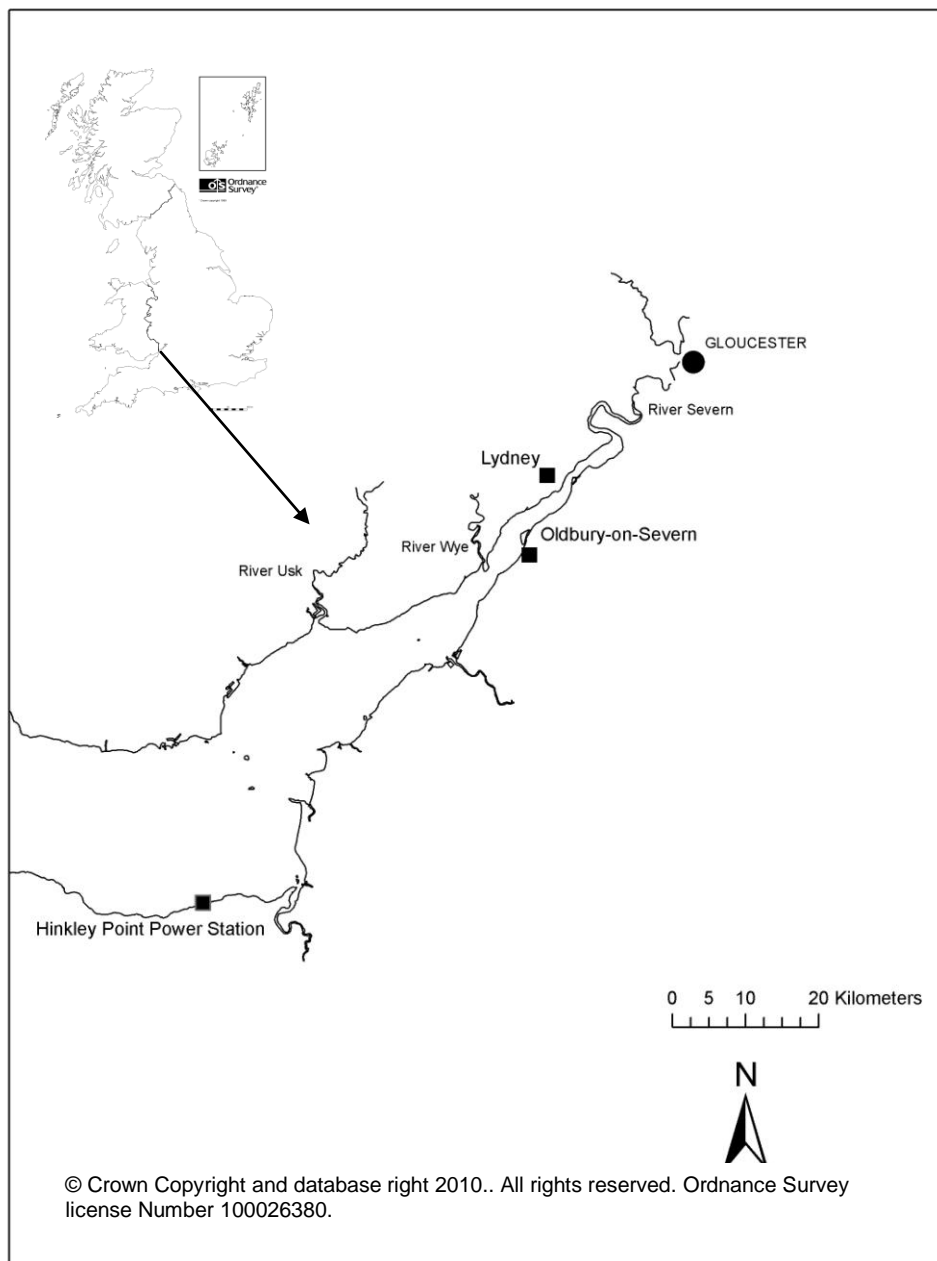 Ordnance
Survey
GLOUCESTER
River Severn
Lydney
Oldbury-on-Severn
River Wye
River Usk
Hinkley Point Power Station
0 5 10 20 Kilometers
N
© Crown Copyright and database right 2010.. All rights reserved. Ordnance Survey
license Number 100026380.